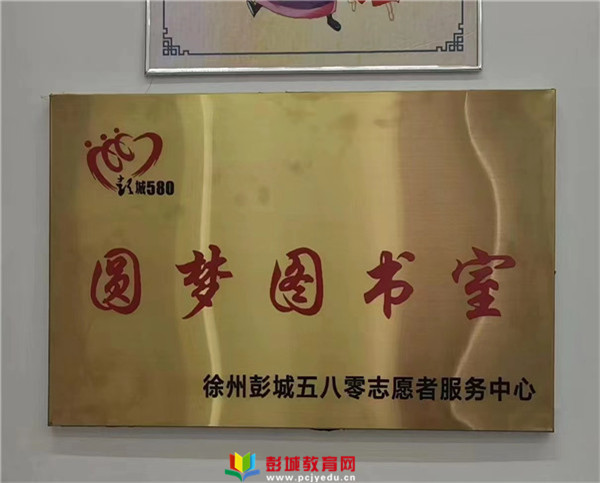 彭城580
圆梦图书室
徐州彭城五八零志愿者服务中心
彭城教育网
www.pcjyedu.cn